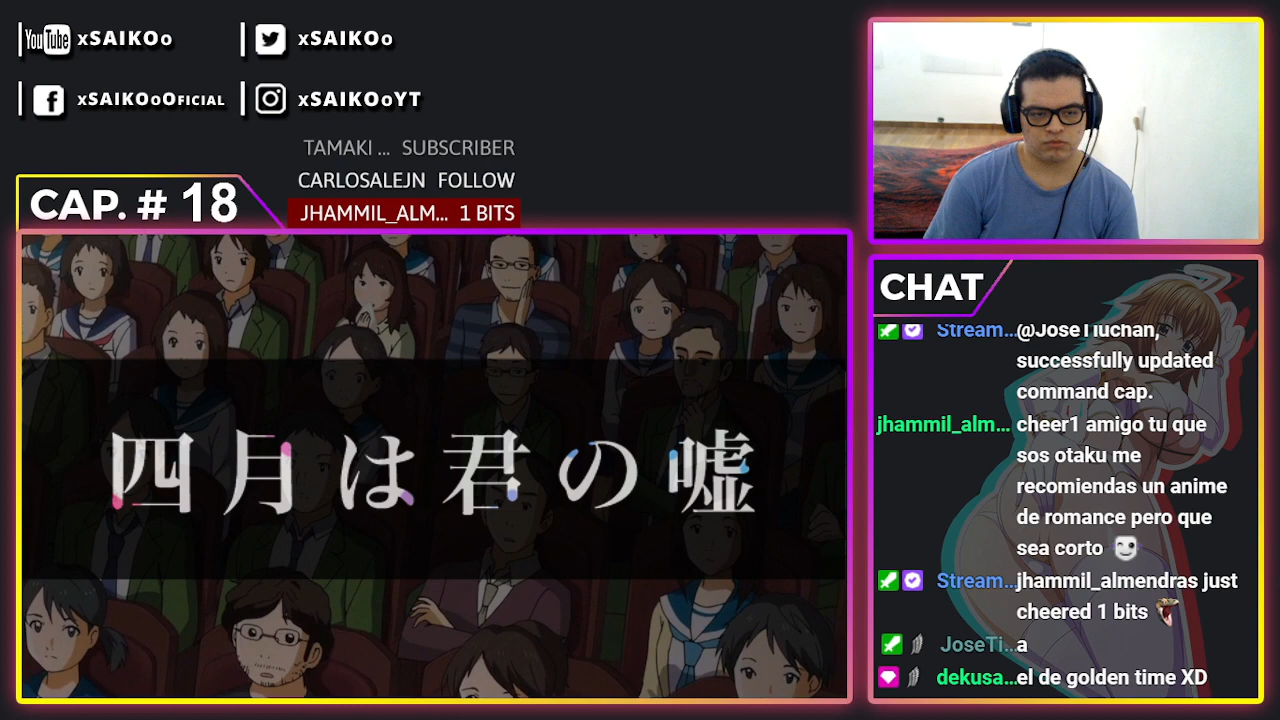 YouTube xSAIKOo
xSAIKOo
xSAIKOoOficial
xSAIKOoYT
TAMAKI ... SUBSCRIBER
CARLOSALEJN FOLLOW
JHAMMIL_ALM... 1 BITS
CAP. # 18
四月は君の嘘
CHAT
Stream... @JoseTiuchan,
successfully updated
command cap.
jhammil_alm... cheer1 amigo tu que
sos otaku me
recomiendas un anime
de romance pero que
sea corto
Stream... jhammil_almendras just
cheered 1 bits
JoseTi... a
dekusa... el de golden time XD